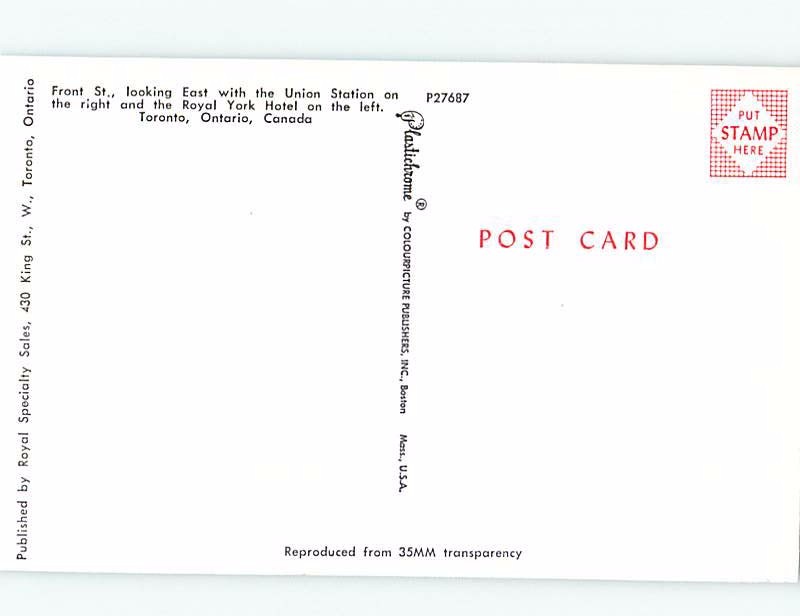 Front St., looking East with the Union Station on
the right and the Royal York Hotel on the left.
Toronto, Ontario, Canada
P27687
PUT
STAMP
HERE
POST CARD
Plastichrome ® by COLOURPICTURE PUBLISHERS, INC., Boston Mass., U.S.A.
Published by Royal Specialty Sales, 430 King St., W., Toronto, Ontario
Reproduced from 35MM transparency